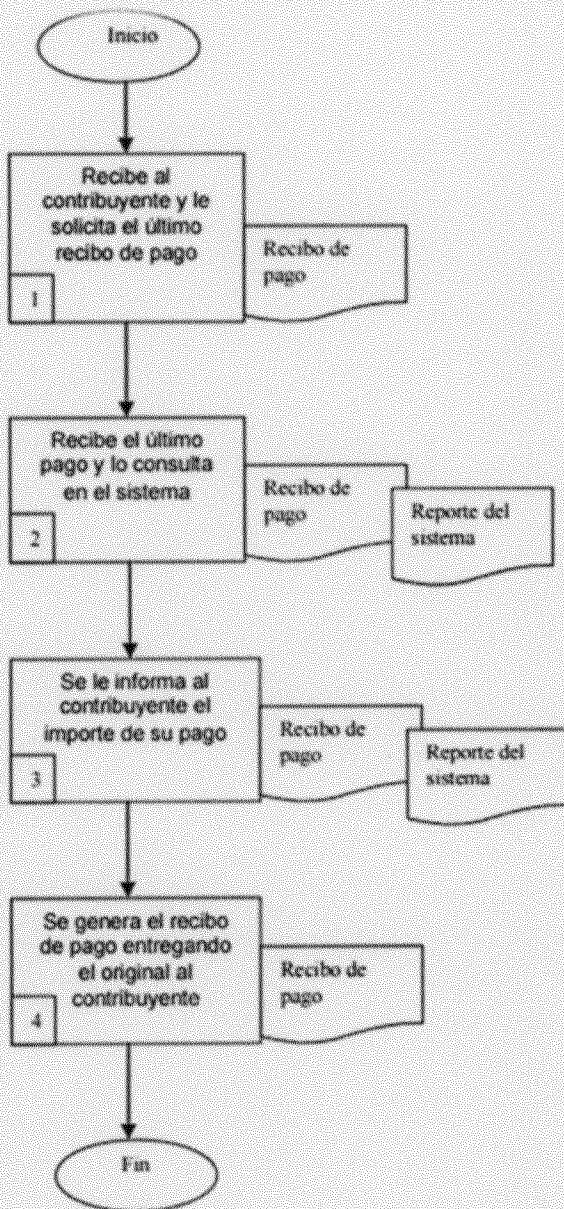 Inicio
Recibe al
contribuyente y le
solicita el último
recibo de pago
1
Recibo de
pago
Recibe el último
pago y lo consulta
en el sistema
2
Recibo de
pago
Reporte del
sistema
Se le informa al
contribuyente el
importe de su pago
3
Recibo de
pago
Reporte del
sistema
Se genera el recibo
de pago entregando
el original al
contribuyente
4
Recibo de
pago
Fin